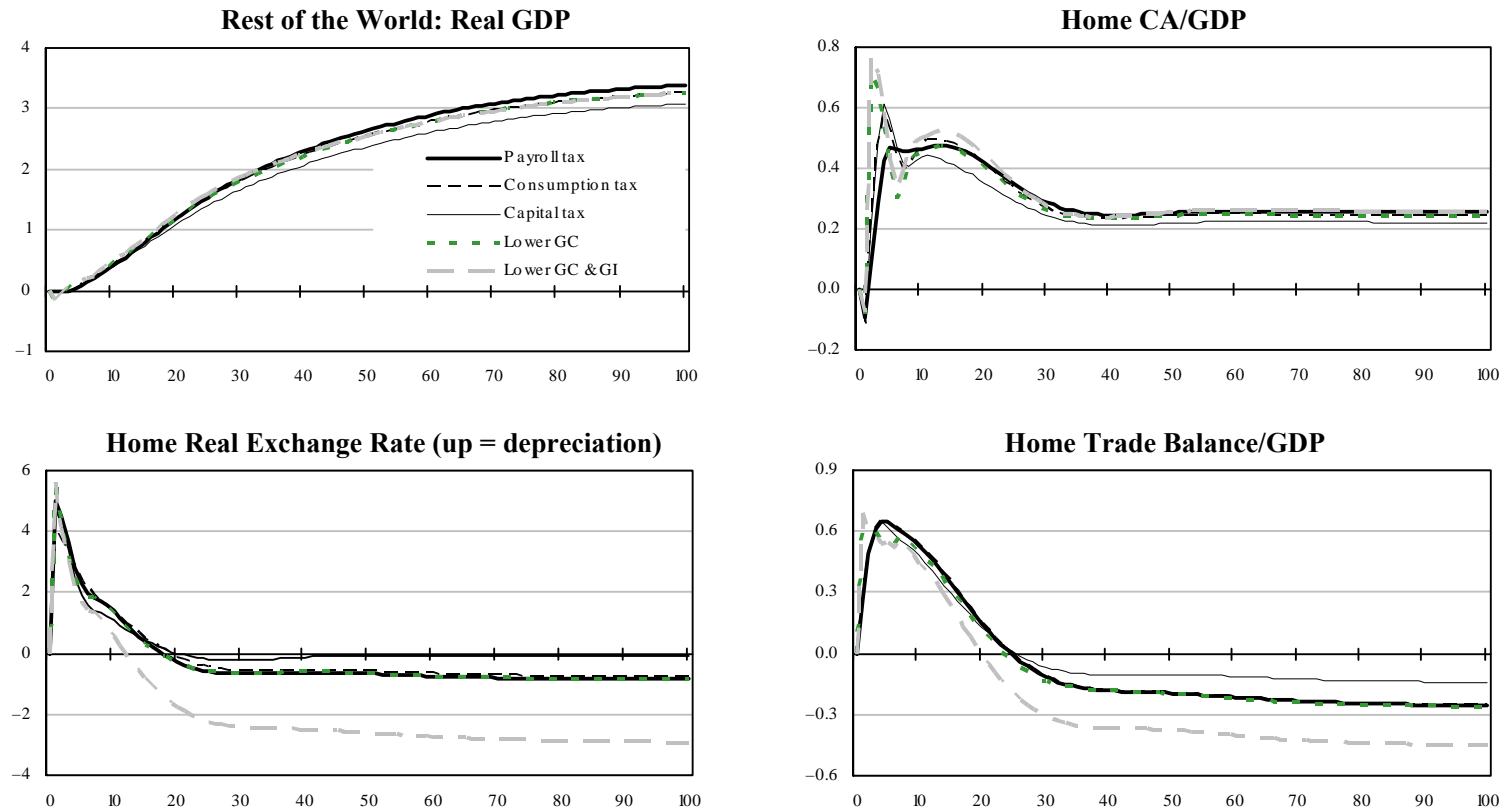 Rest of the World: Real GDP
4
3
2
1
0
–1
0 10 20 30 40 50 60 70 80 90 100
Payroll tax
Consumption tax
Capital tax
Lower GC
Lower GC & GI
Home CA/GDP
0.8
0.6
0.4
0.2
0.0
–0.2
0 10 20 30 40 50 60 70 80 90 100
Home Real Exchange Rate (up = depreciation)
6
4
2
0
–2
–4
0 10 20 30 40 50 60 70 80 90 100
Home Trade Balance/GDP
0.9
0.6
0.3
0.0
–0.3
–0.6
0 10 20 30 40 50 60 70 80 90 100